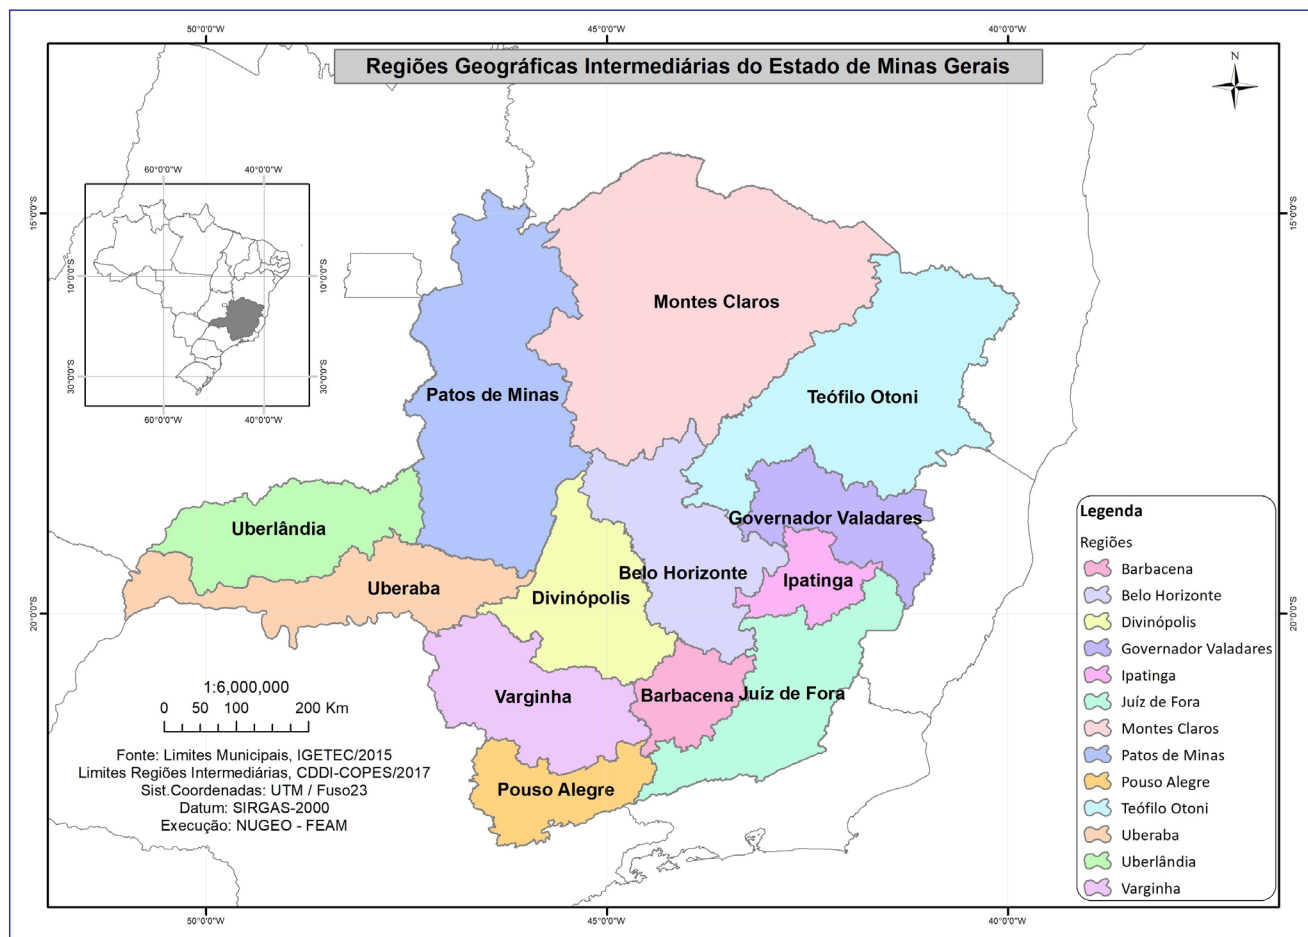 50°0'0"W 45°0'0"W 40°0'0"W
Regiões Geográficas Intermediárias do Estado de Minas Gerais
N
60°0'0"W 40°0'0"W
15°0'0"S 15°0'0"S
10°0'0"S 10°0'0"S
30°0'0"S 30°0'0"S
60°0'0"W 40°0'0"W
Montes Claros
Patos de Minas
Teófilo Otoni
Uberlândia
Governador Valadares
Uberaba
Belo Horizonte
Ipatinga
Divinópolis
20°0'0"S 20°0'0"S
Varginha
Barbacena
Juíz de Fora
Pouso Alegre
1:6,000,000
0 50 100 200 Km
Fonte: Limites Municipais, IGETEC/2015
Limites Regiões Intermediárias, CDDI-COPES/2017
Sist.Coordenadas: UTM / Fuso23
Datum: SIRGAS-2000
Execução: NUGEO - FEAM
Legenda
Regiões
Barbacena
Belo Horizonte
Divinópolis
Governador Valadares
Ipatinga
Juíz de Fora
Montes Claros
Patos de Minas
Pouso Alegre
Teófilo Otoni
Uberaba
Uberlândia
Varginha
50°0'0"W 45°0'0"W 40°0'0"W